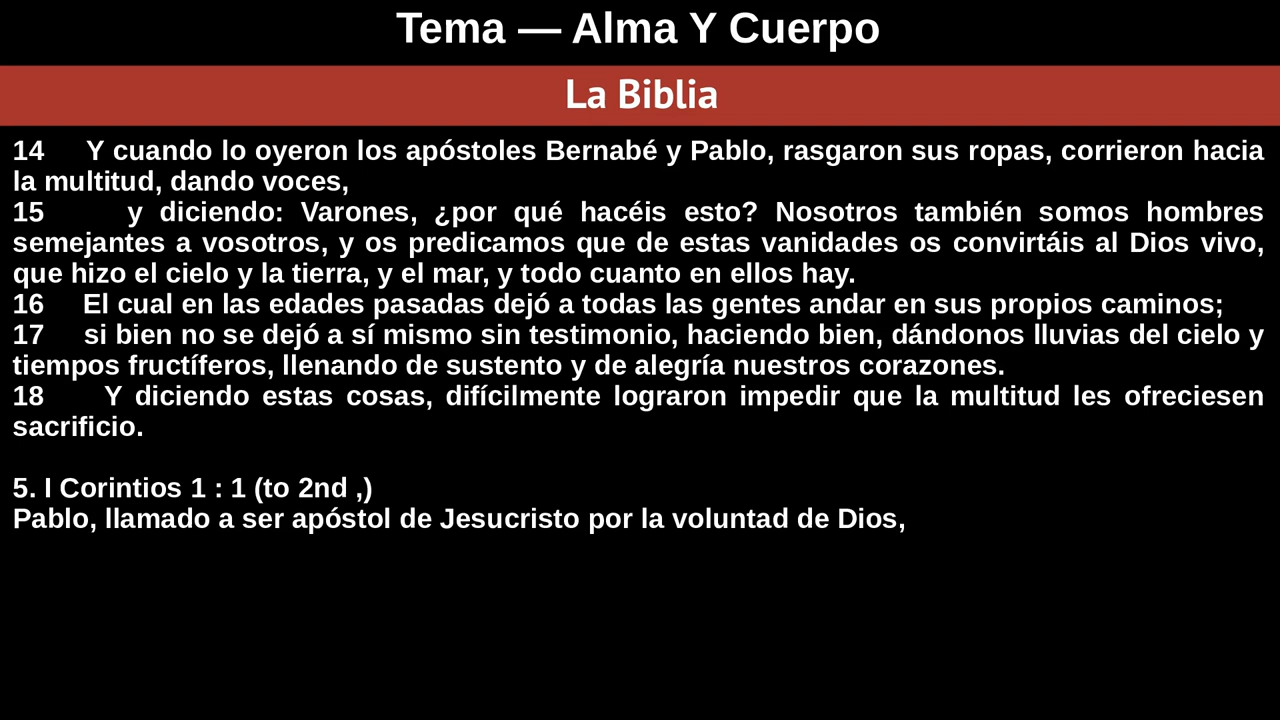 Tema — Alma Y Cuerpo
La Biblia
14 Y cuando lo oyeron los apóstoles Bernabé y Pablo, rasgaron sus ropas, corrieron hacia
la multitud, dando voces,
15 y diciendo: Varones, ¿por qué hacéis esto? Nosotros también somos hombres
semejantes a vosotros, y os predicamos que de estas vanidades os convirtáis al Dios vivo,
que hizo el cielo y la tierra, y el mar, y todo cuanto en ellos hay.
16 El cual en las edades pasadas dejó a todas las gentes andar en sus propios caminos;
17 si bien no se dejó a sí mismo sin testimonio, haciendo bien, dándonos lluvias del cielo y
tiempos fructíferos, llenando de sustento y de alegría nuestros corazones.
18 Y diciendo estas cosas, difícilmente lograron impedir que la multitud les ofreciesen
sacrificio.
5. I Corintios 1 : 1 (to 2nd ,)
Pablo, llamado a ser apóstol de Jesucristo por la voluntad de Dios,